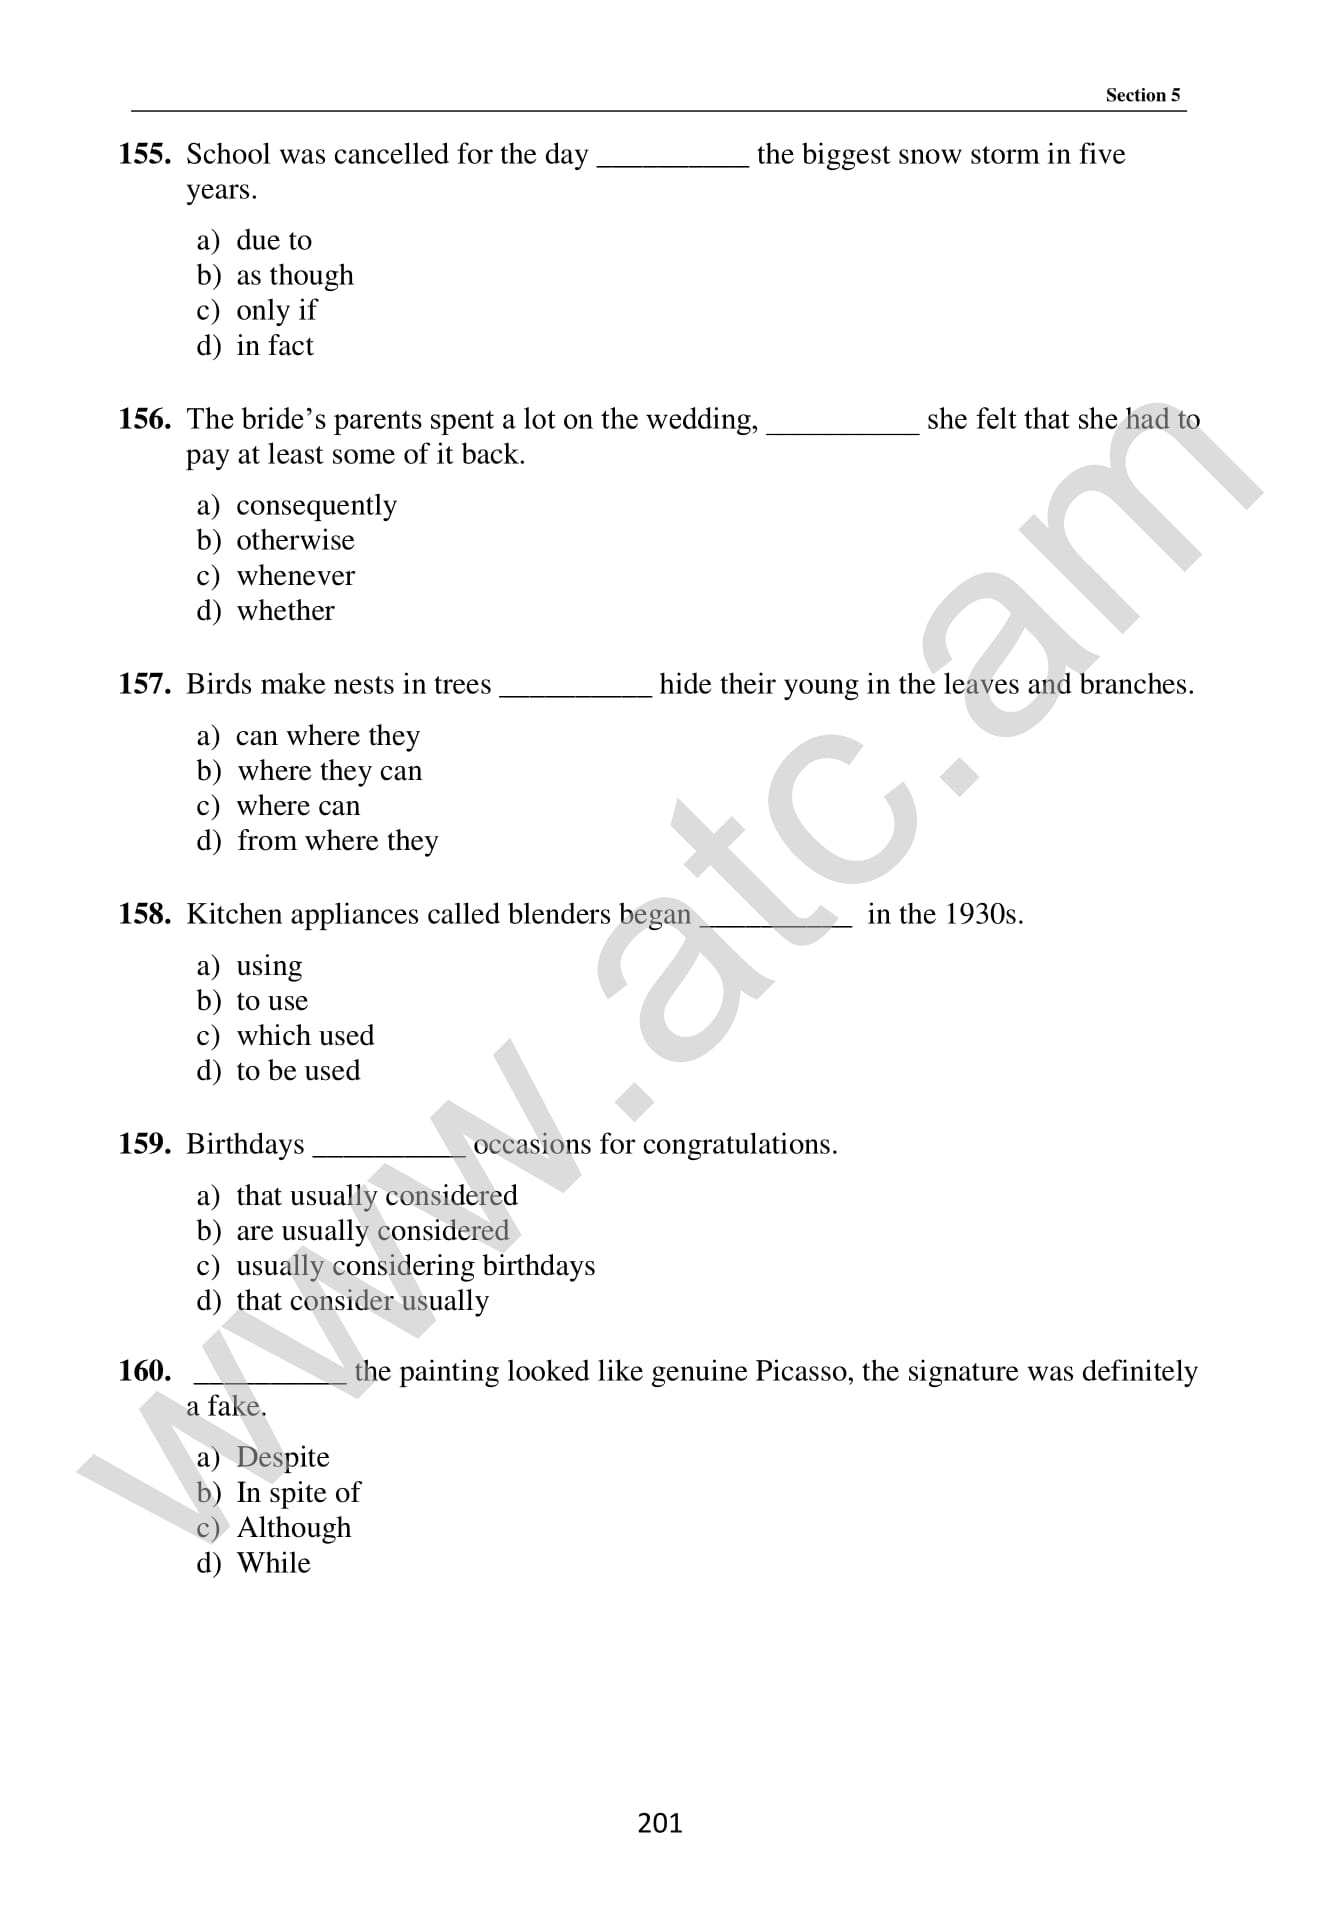 Section 5
155. School was cancelled for the day __________ the biggest snow storm in five
years.
a) due to
b) as though
c) only if
d) in fact
156. The bride’s parents spent a lot on the wedding, __________ she felt that she had to
pay at least some of it back.
a) consequently
b) otherwise
c) whenever
d) whether
157. Birds make nests in trees __________ hide their young in the leaves and branches.
a) can where they
b) where they can
c) where can
d) from where they
158. Kitchen appliances called blenders began __________ in the 1930s.
a) using
b) to use
c) which used
d) to be used
159. Birthdays __________ occasions for congratulations.
a) that usually considered
b) are usually considered
c) usually considering birthdays
d) that consider usually
160. __________ the painting looked like genuine Picasso, the signature was definitely
a fake.
a) Despite
b) In spite of
c) Although
d) While
201
www.atc.am